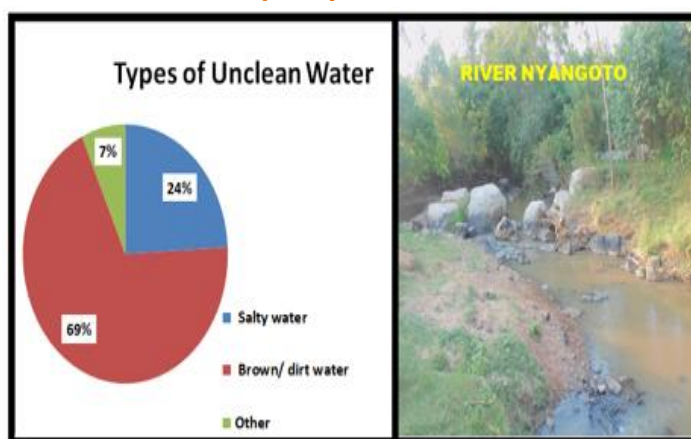 Types of Unclean Water
7%
24%
69%
Salty water
Brown/ dirt water
Other
RIVER NYANGOTO